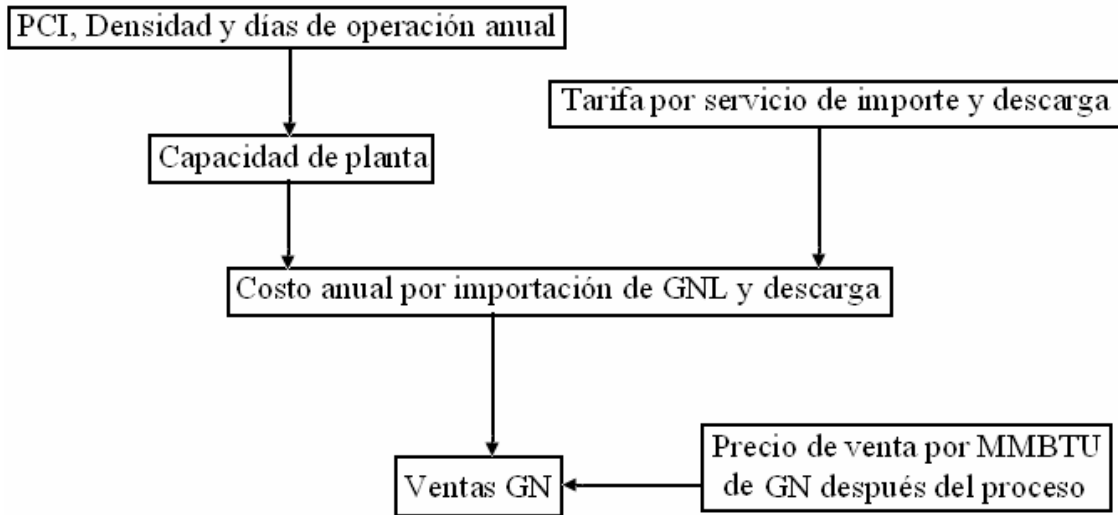 PCI, Densidad y días de operación anual
Tarifa por servicio de importe y descarga
Capacidad de planta
Costo anual por importación de GNL y descarga
Precio de venta por MMBTU
de GN después del proceso
Ventas GN